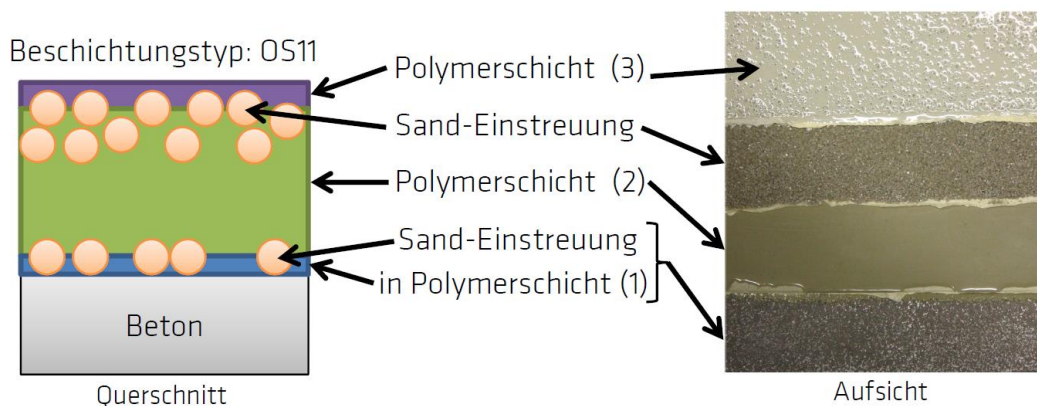 Beschichtungstyp: OS11
Polymerschicht (3)
Sand-Einstreuung
Polymerschicht (2)
Sand-Einstreuung
in Polymerschicht (1)
Beton
Querschnitt
Aufsicht